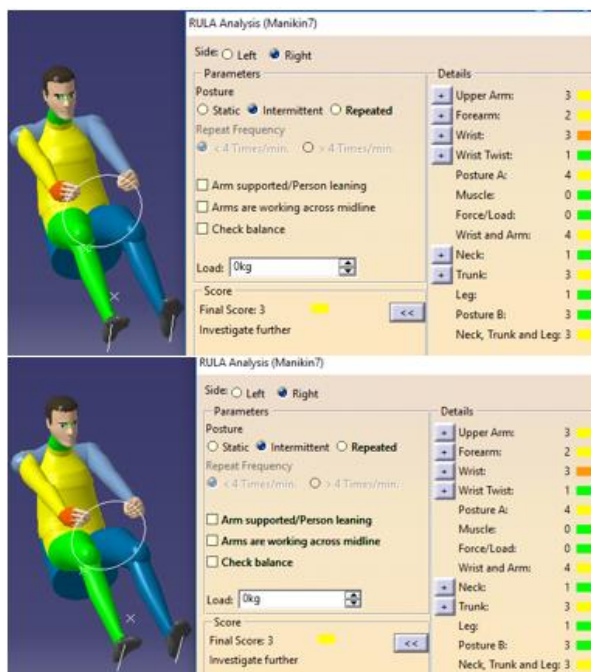 RULA Analysis (Manikin7)
Side: Left Right
Parameters
Posture
Static Intermittent Repeated
Repeat Frequency
< 4 Times/min. > 4 Times/min.
Arm supported/Person leaning
Arms are working across midline
Check balance
Load: 0kg
Score
Final Score: 3 <<
Investigate further
Details
+ Upper Arm: 3
+ Forearm: 2
+ Wrist: 3
+ Wrist Twist: 1
Posture A: 4
Muscle: 0
Force/Load: 0
Wrist and Arm: 4
+ Neck: 1
+ Trunk: 3
Leg: 1
Posture B: 3
Neck, Trunk and Leg: 3
RULA Analysis (Manikin7)
Side: Left Right
Parameters
Posture
Static Intermittent Repeated
Repeat Frequency
< 4 Times/min. > 4 Times/min.
Arm supported/Person leaning
Arms are working across midline
Check balance
Load: 0kg
Score
Final Score: 3 <<
Investigate further
Details
+ Upper Arm: 3
+ Forearm: 2
+ Wrist: 3
+ Wrist Twist: 1
Posture A: 4
Muscle: 0
Force/Load: 0
Wrist and Arm: 4
+ Neck: 1
+ Trunk: 3
Leg: 1
Posture B: 3
Neck, Trunk and Leg: 3